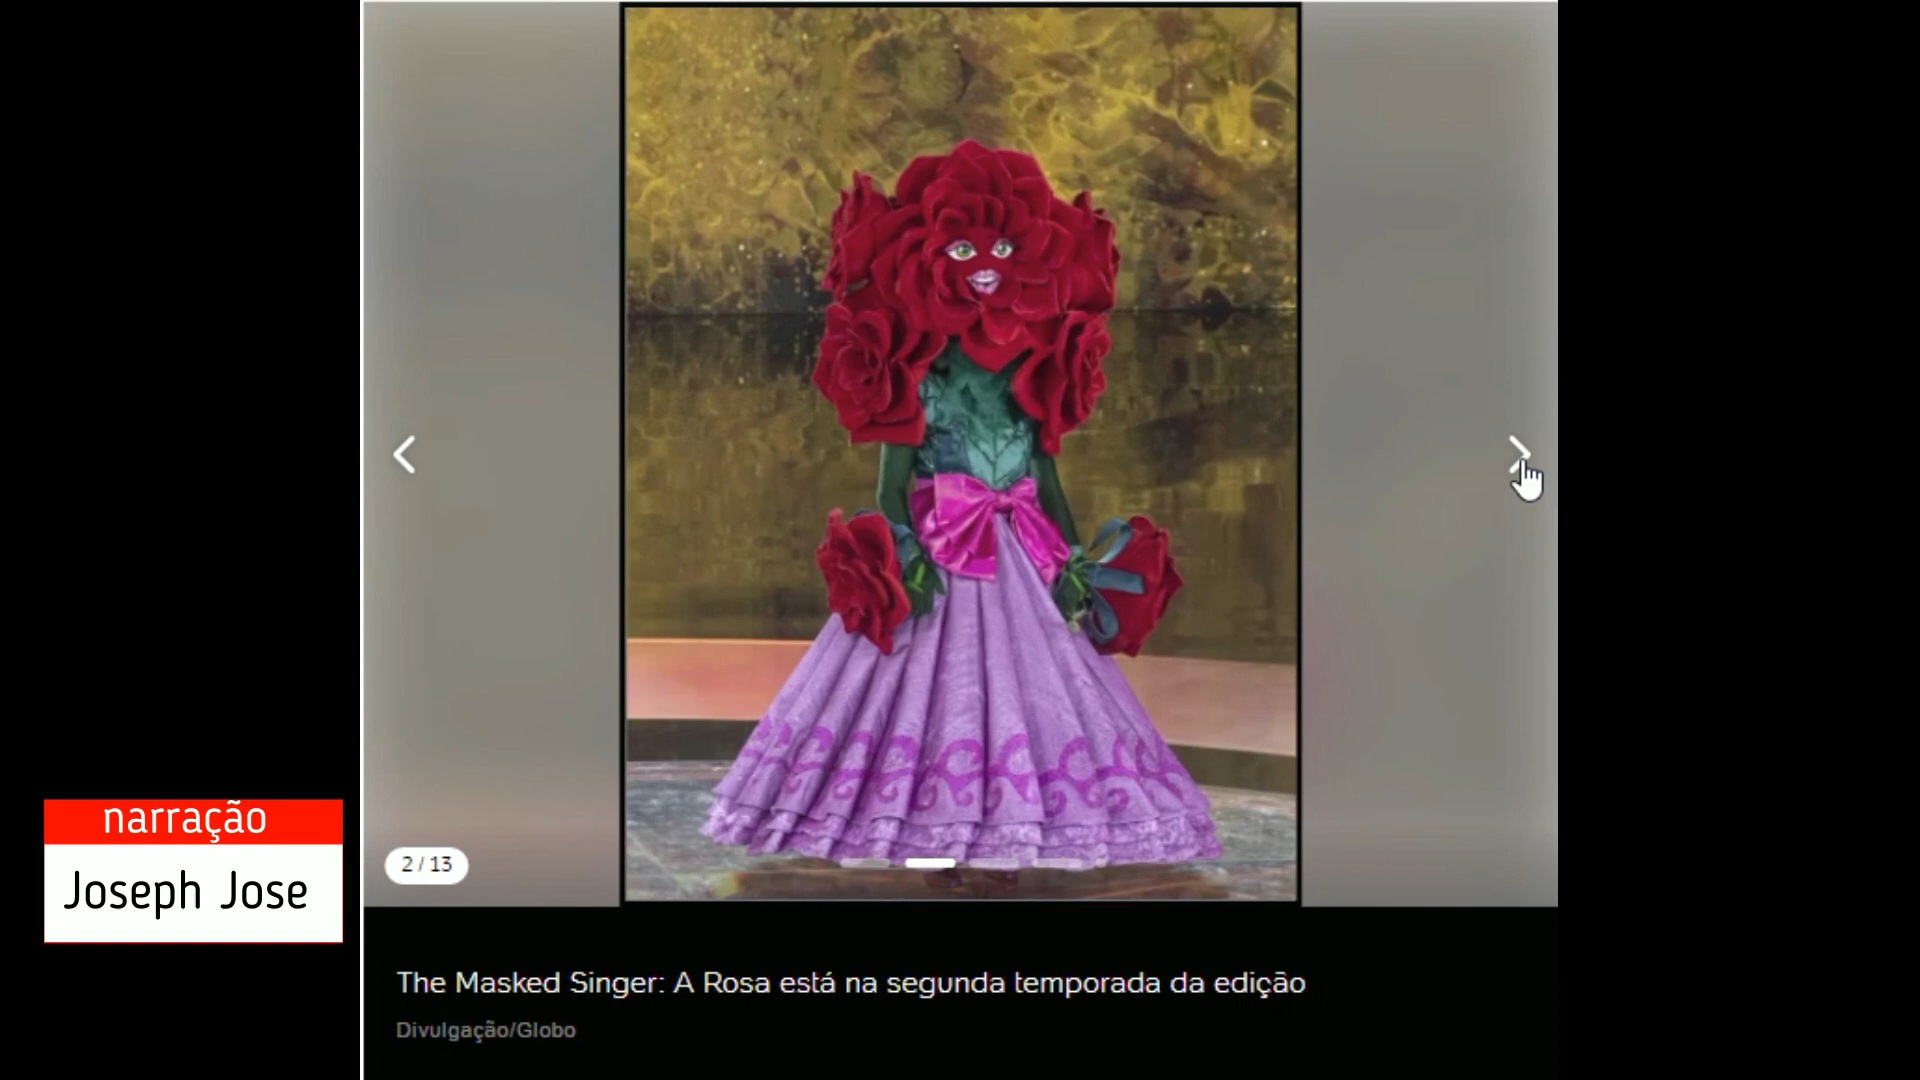 narração
Joseph Jose
2 / 13
The Masked Singer: A Rosa está na segunda temporada da edição
Divulgação/Globo